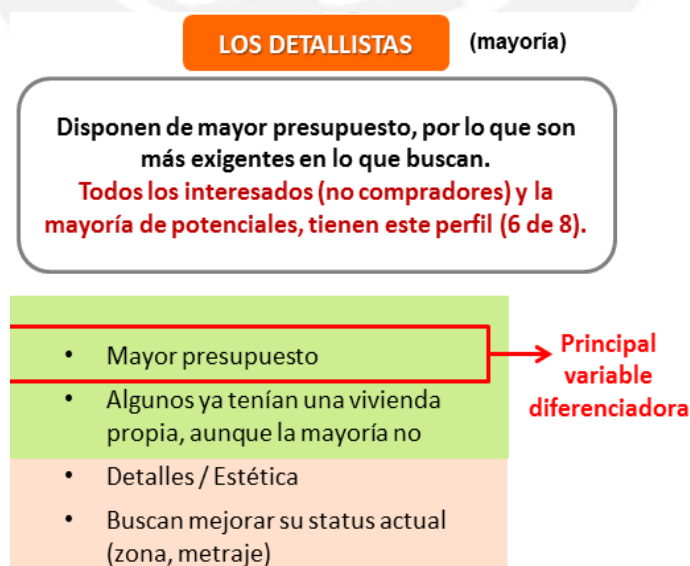 LOS DETALLISTAS (mayoría)
Disponen de mayor presupuesto, por lo que son
más exigentes en lo que buscan.
Todos los interesados (no compradores) y la
mayoría de potenciales, tienen este perfil (6 de 8).
• Mayor presupuesto
Principal
variable
diferenciadora
• Algunos ya tenían una vivienda
propia, aunque la mayoría no
• Detalles / Estética
• Buscan mejorar su status actual
(zona, metraje)